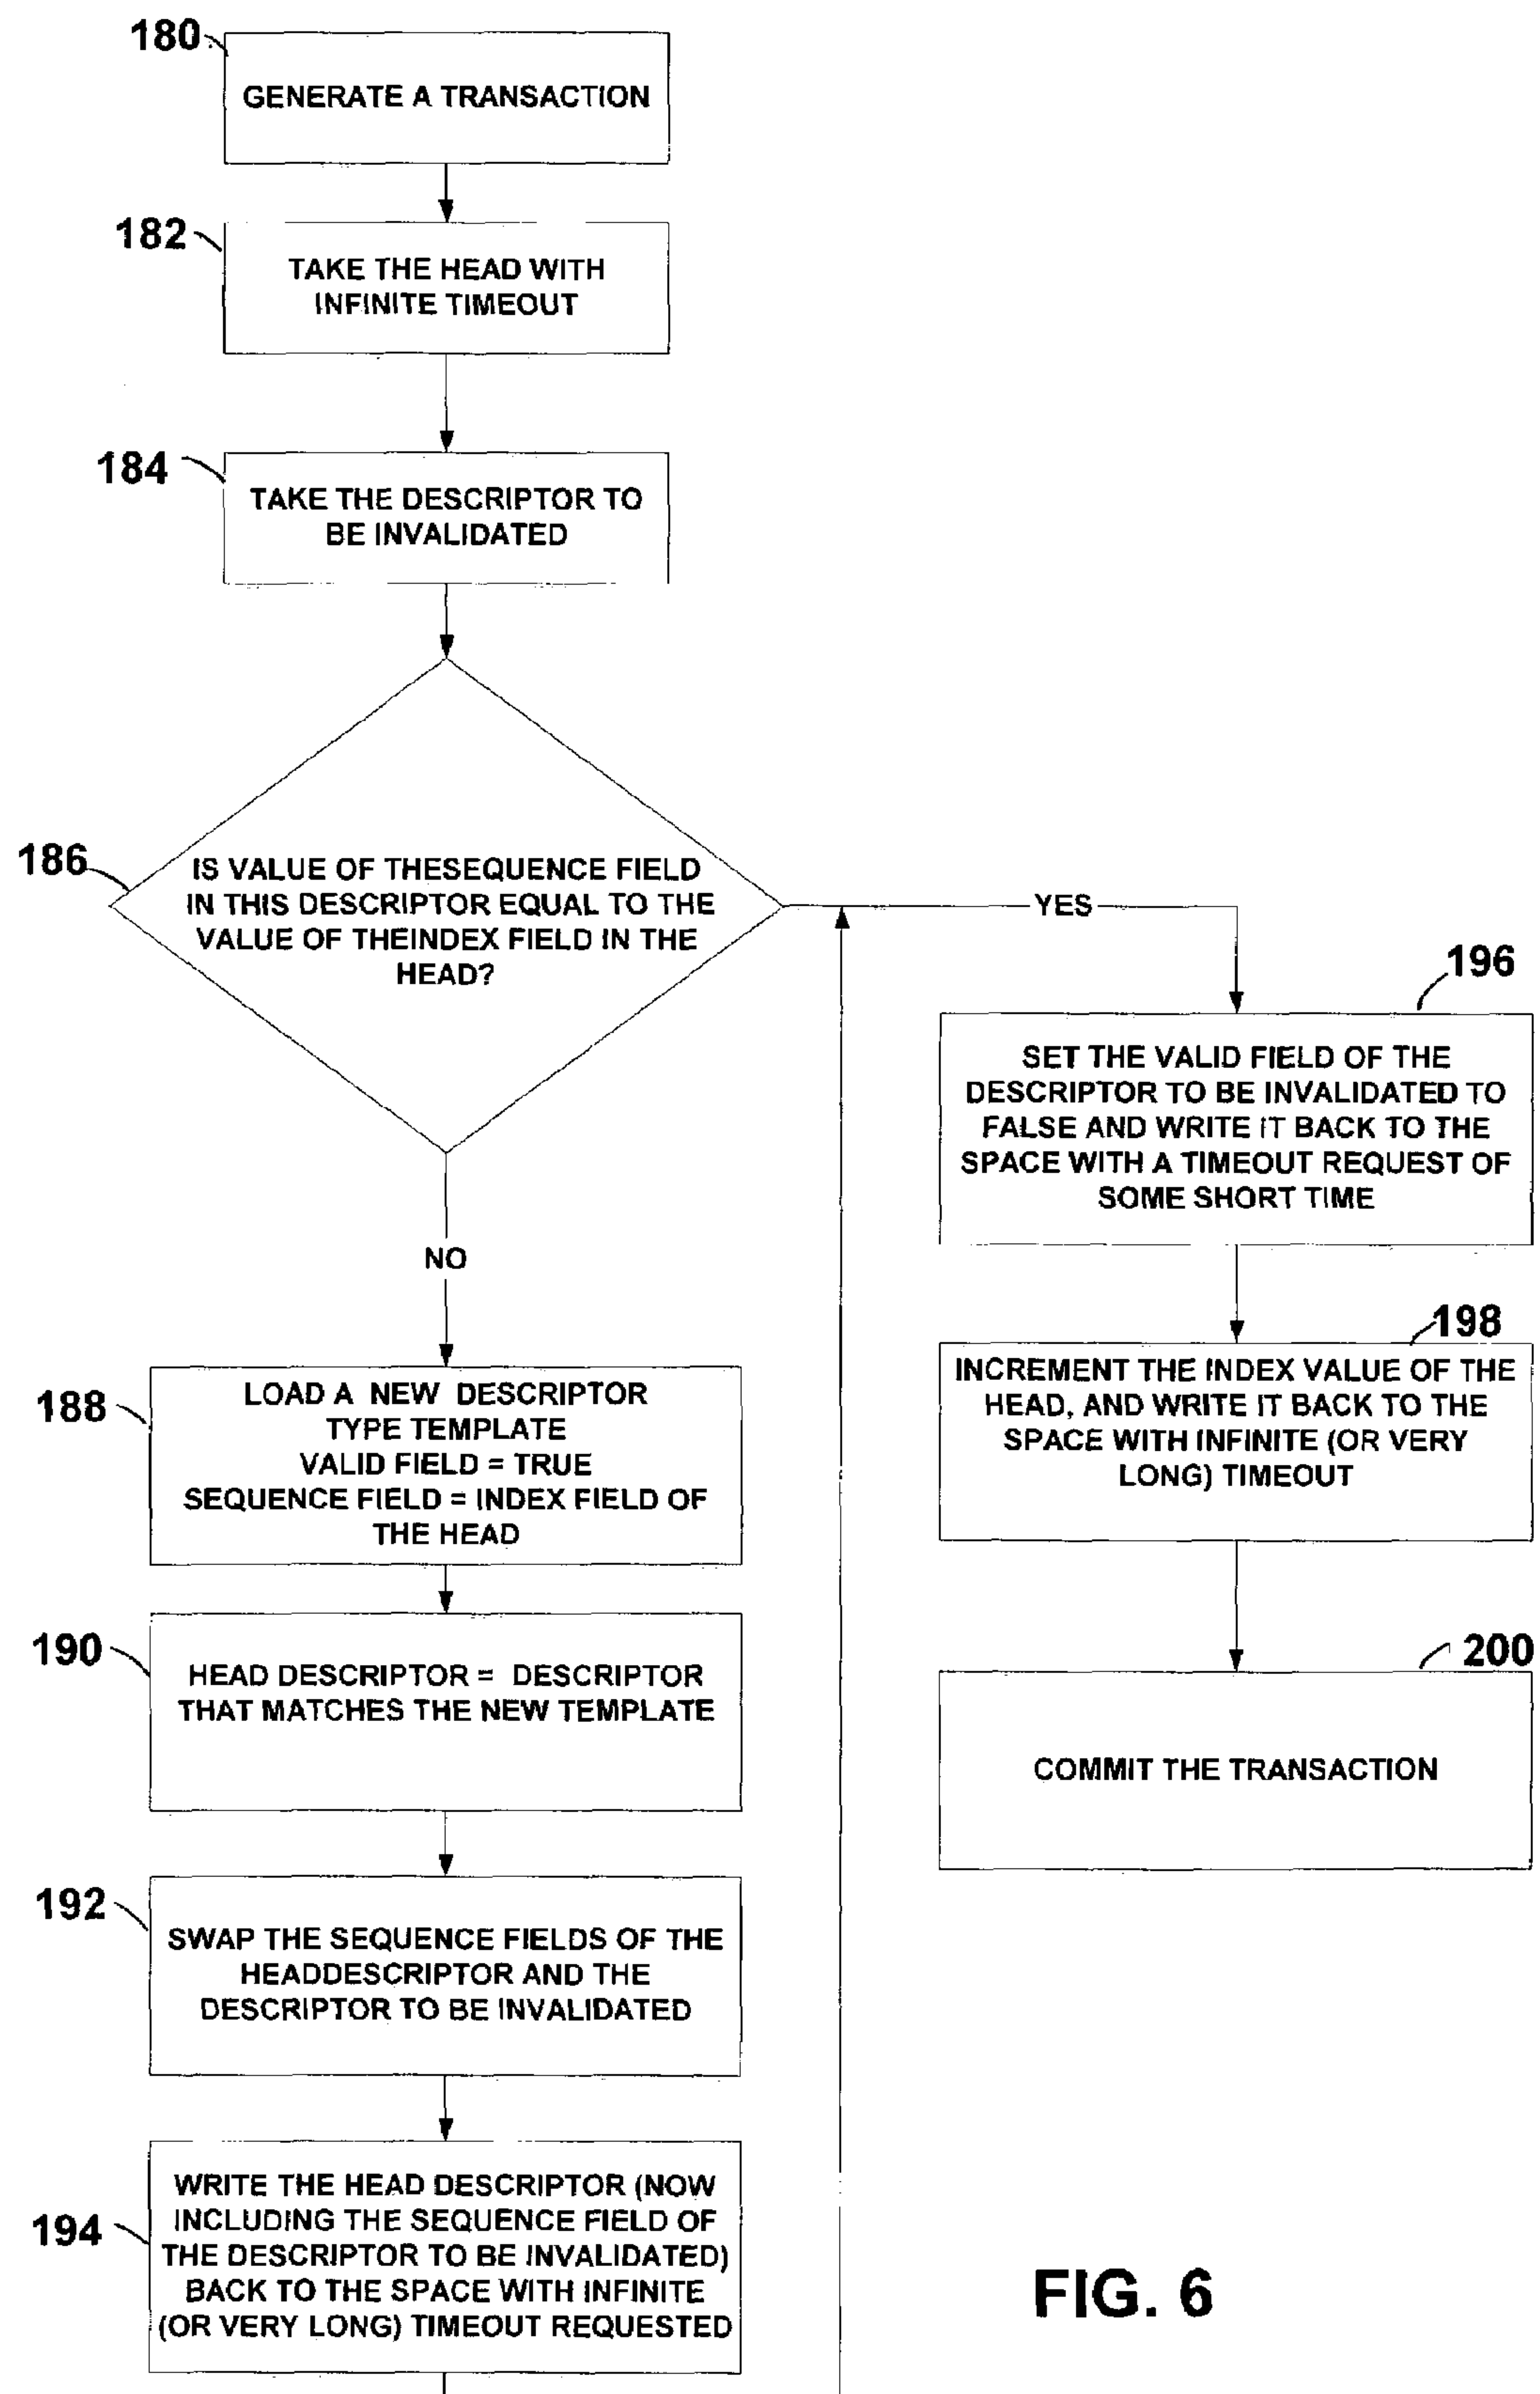 180
GENERATE A TRANSACTION
182
TAKE THE HEAD WITH
INFINITE TIMEOUT
184
TAKE THE DESCRIPTOR TO
BE INVALIDATED
186
IS VALUE OF THESEQUENCE FIELD
IN THIS DESCRIPTOR EQUAL TO THE
VALUE OF THEINDEX FIELD IN THE
HEAD?
YES
NO
188
LOAD A NEW DESCRIPTOR
TYPE TEMPLATE
VALID FIELD = TRUE
SEQUENCE FIELD = INDEX FIELD OF
THE HEAD
190
HEAD DESCRIPTOR = DESCRIPTOR
THAT MATCHES THE NEW TEMPLATE
192
SWAP THE SEQUENCE FIELDS OF THE
HEADDESCRIPTOR AND THE
DESCRIPTOR TO BE INVALIDATED
194
WRITE THE HEAD DESCRIPTOR (NOW
INCLUDING THE SEQUENCE FIELD OF
THE DESCRIPTOR TO BE INVALIDATED)
BACK TO THE SPACE WITH INFINITE
(OR VERY LONG) TIMEOUT REQUESTED
196
SET THE VALID FIELD OF THE
DESCRIPTOR TO BE INVALIDATED TO
FALSE AND WRITE IT BACK TO THE
SPACE WITH A TIMEOUT REQUEST OF
SOME SHORT TIME
198
INCREMENT THE INDEX VALUE OF THE
HEAD, AND WRITE IT BACK TO THE
SPACE WITH INFINITE (OR VERY
LONG) TIMEOUT
200
COMMIT THE TRANSACTION
FIG. 6